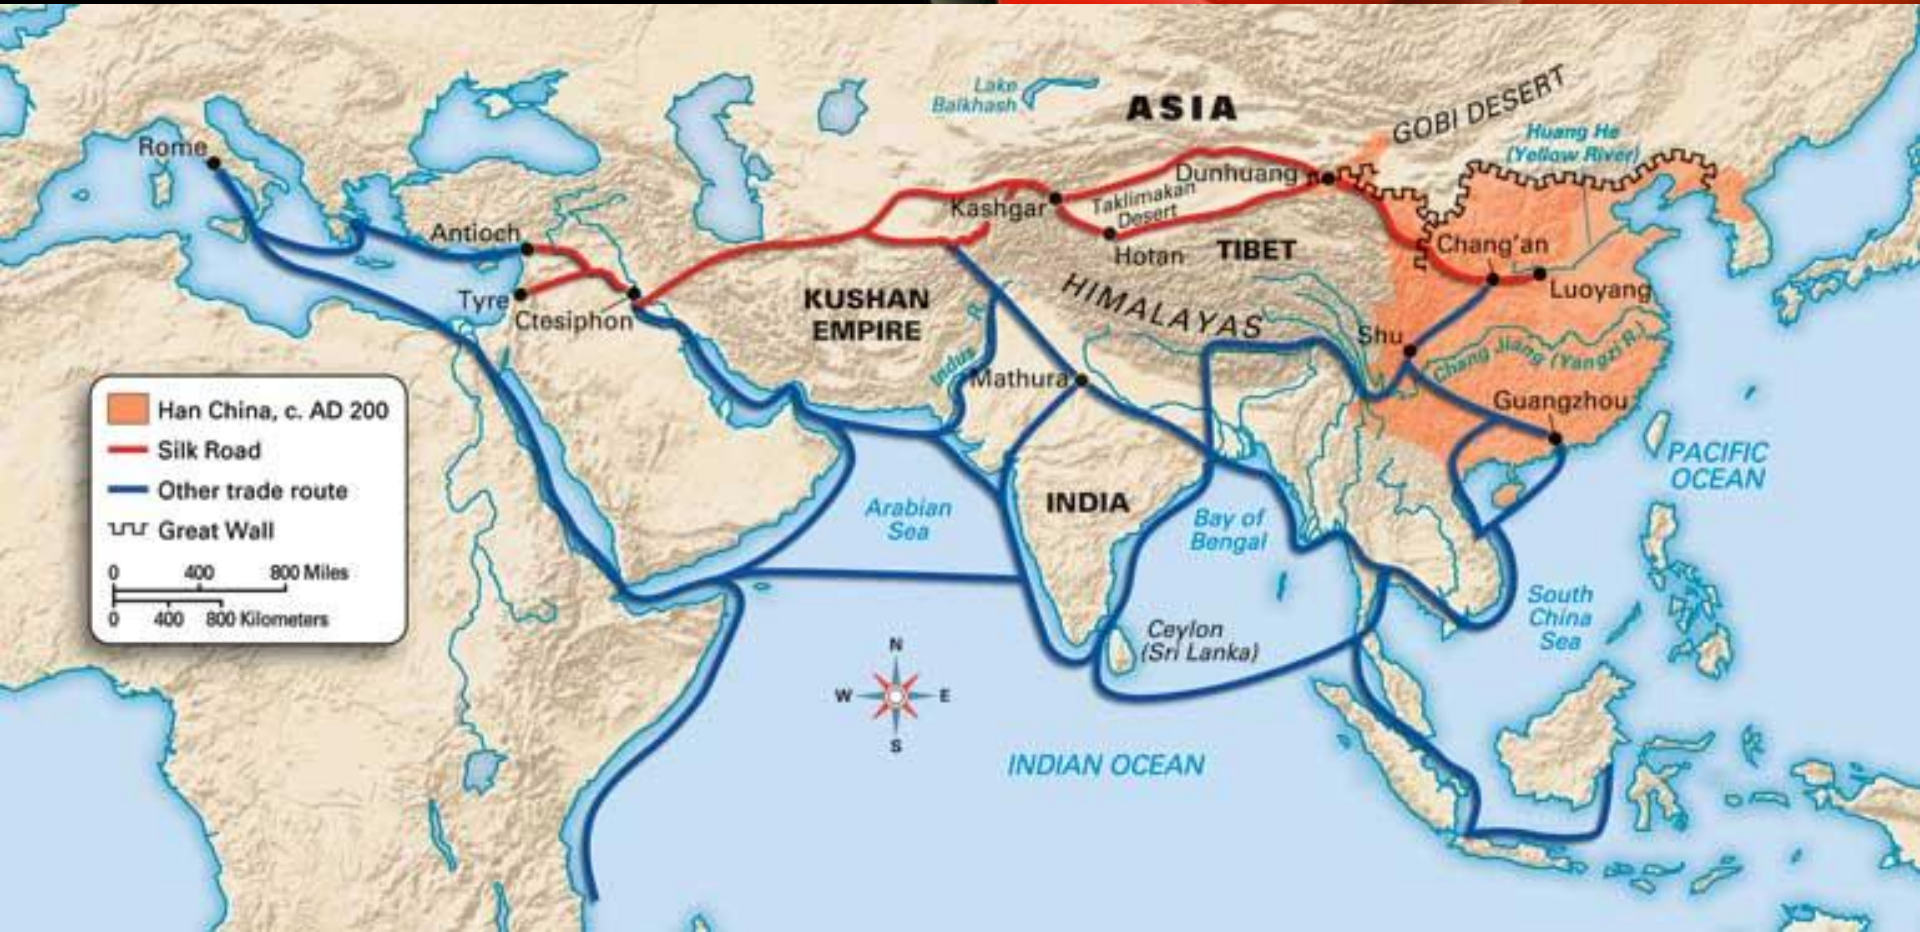 Lake
Balkhash
ASIA
GOBI DESERT
Huang He
(Yellow River)
Rome
Dunhuang
Taklimakan
Desert
Kashgar
Antioch
Hotan
TIBET
Chang'an
Luoyang
Tyre
Ctesiphon
KUSHAN
EMPIRE
HIMALAYAS
Shu
Chang Jiang (Yangzi R.)
Indus R.
Mathura
Guangzhou
Han China, c. AD 200
Silk Road
Other trade route
Great Wall
0 400 800 Miles
0 400 800 Kilometers
PACIFIC
OCEAN
INDIA
Arabian
Sea
Bay of
Bengal
South
China
Sea
Ceylon
(Sri Lanka)
N
W E
S
INDIAN OCEAN